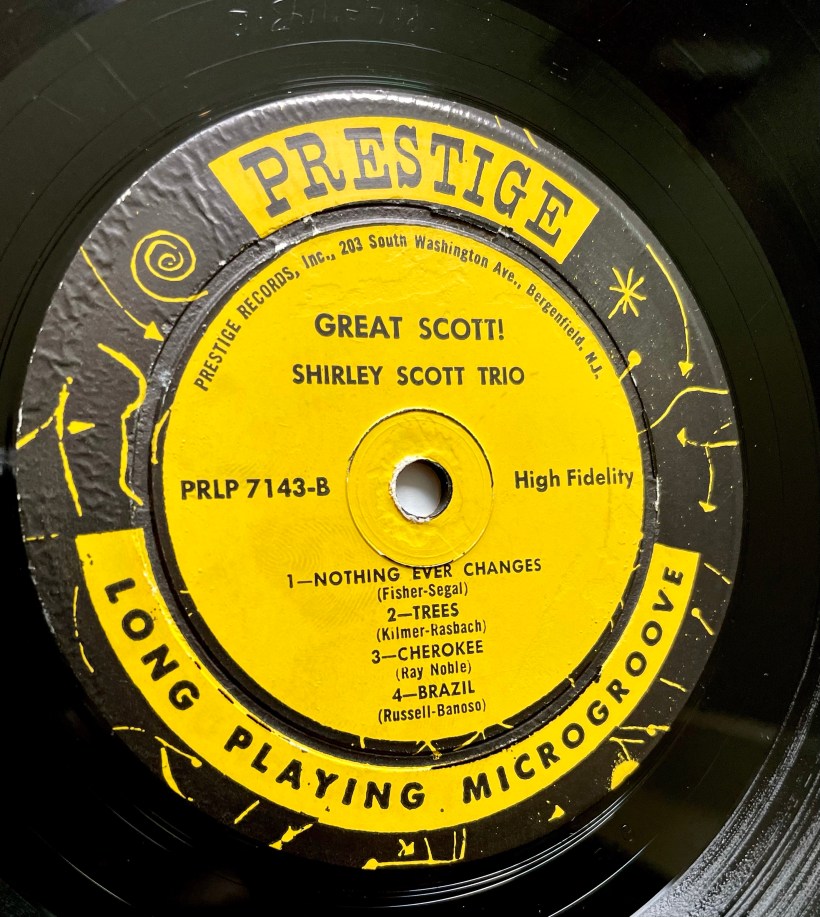 PRESTIGE
PRESTIGE RECORDS, Inc., 203 South Washington Ave., Bergenfield, N.J.
GREAT SCOTT!
SHIRLEY SCOTT TRIO
PRLP 7143-B
High Fidelity
1—NOTHING EVER CHANGES
(Fisher-Segal)
2—TREES
(Kilmer-Rasbach)
3—CHEROKEE
(Ray Noble)
4—BRAZIL
(Russell-Banoso)
LONG PLAYING MICROGROOVE